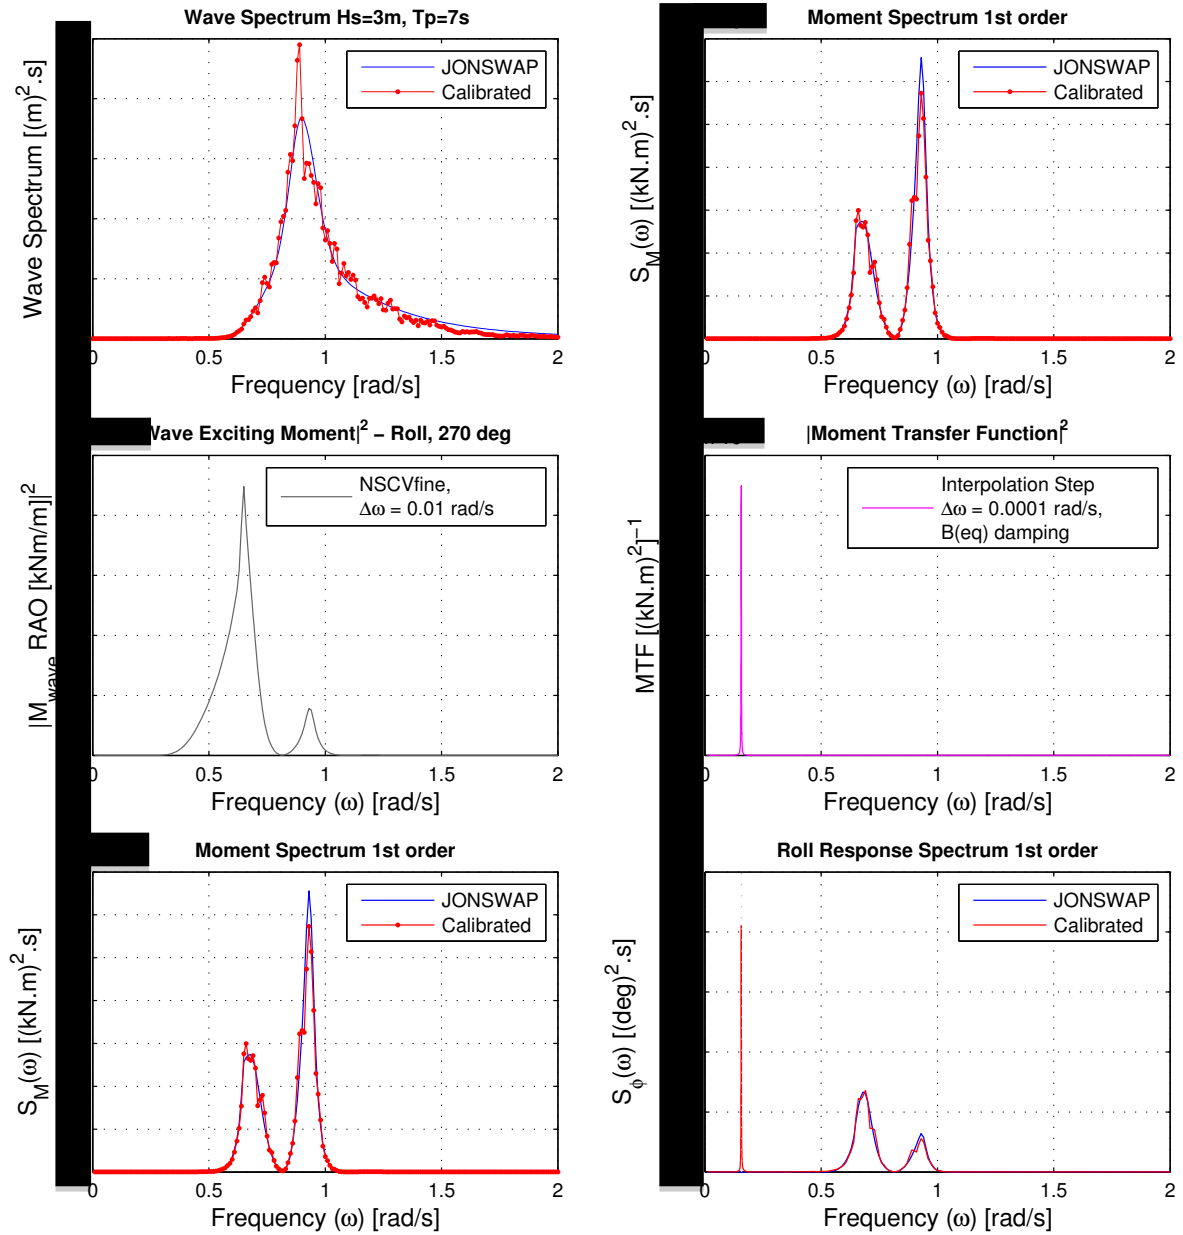 Wave Spectrum Hs=3m, Tp=7s
Wave Spectrum [(m)².s]
JONSWAP
Calibrated
0 0.5 1 1.5 2
Frequency [rad/s]
Moment Spectrum 1st order
S_M(ω) [(kN.m)².s]
JONSWAP
Calibrated
0 0.5 1 1.5 2
Frequency (ω) [rad/s]
Wave Exciting Moment|² − Roll, 270 deg
|M_wave RAO [kNm/m]|²
NSCVfine,
Δω = 0.01 rad/s
0 0.5 1 1.5 2
Frequency (ω) [rad/s]
|Moment Transfer Function|²
MTF [(kN.m)²]⁻¹
Interpolation Step
Δω = 0.0001 rad/s,
B(eq) damping
0 0.5 1 1.5 2
Frequency (ω) [rad/s]
Moment Spectrum 1st order
S_M(ω) [(kN.m)².s]
JONSWAP
Calibrated
0 0.5 1 1.5 2
Frequency (ω) [rad/s]
Roll Response Spectrum 1st order
S_ϕ(ω) [(deg)².s]
JONSWAP
Calibrated
0 0.5 1 1.5 2
Frequency (ω) [rad/s]